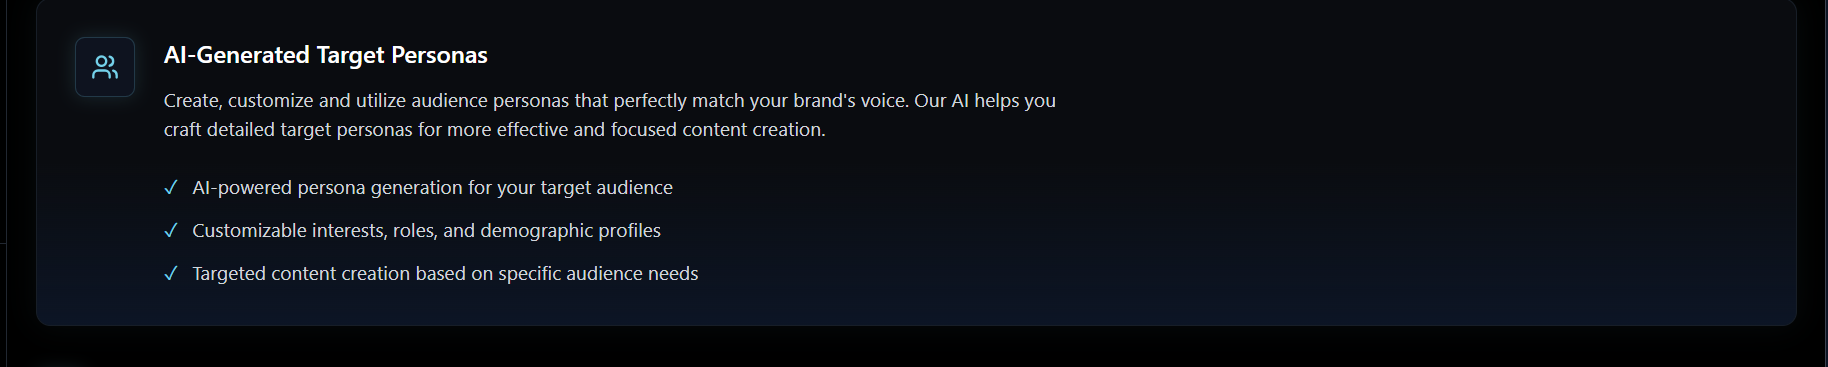 AI-Generated Target Personas
Create, customize and utilize audience personas that perfectly match your brand's voice. Our AI helps you
craft detailed target personas for more effective and focused content creation.
✓ AI-powered persona generation for your target audience
✓ Customizable interests, roles, and demographic profiles
✓ Targeted content creation based on specific audience needs